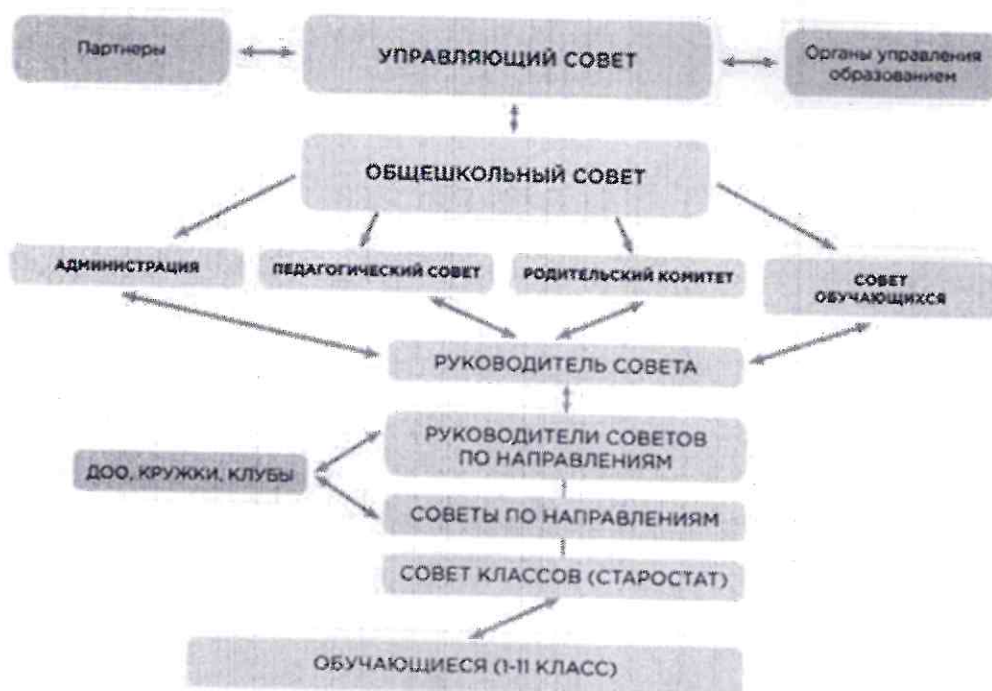 Партнеры
УПРАВЛЯЮЩИЙ СОВЕТ
Органы управления
образованием
ОБЩЕШКОЛЬНЫЙ СОВЕТ
АДМИНИСТРАЦИЯ
ПЕДАГОГИЧЕСКИЙ СОВЕТ
РОДИТЕЛЬСКИЙ КОМИТЕТ
СОВЕТ
ОБУЧАЮЩИХСЯ
РУКОВОДИТЕЛЬ СОВЕТА
РУКОВОДИТЕЛИ СОВЕТОВ
ПО НАПРАВЛЕНИЯМ
ДОО, КРУЖКИ, КЛУБЫ
СОВЕТЫ ПО НАПРАВЛЕНИЯМ
СОВЕТ КЛАССОВ (СТАРОСТАТ)
ОБУЧАЮЩИЕСЯ (1-11 КЛАСС)